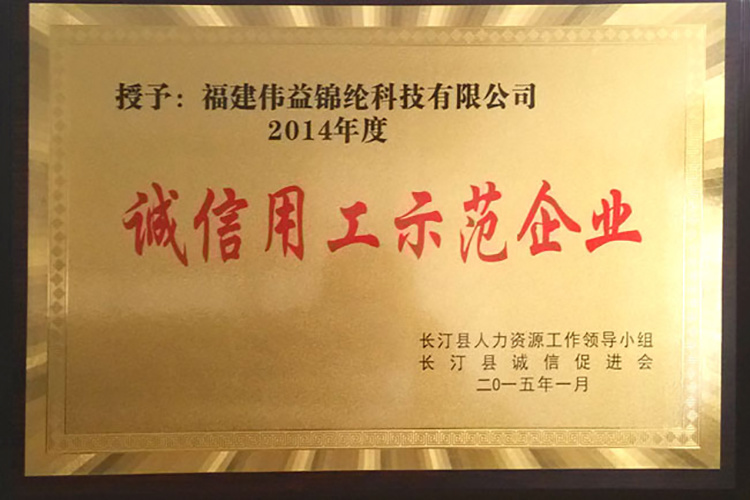 授予：福建伟益锦纶科技有限公司
2014年度
诚信用工示范企业
长汀县人力资源工作领导小组
长汀县诚信促进会
二0一五年一月